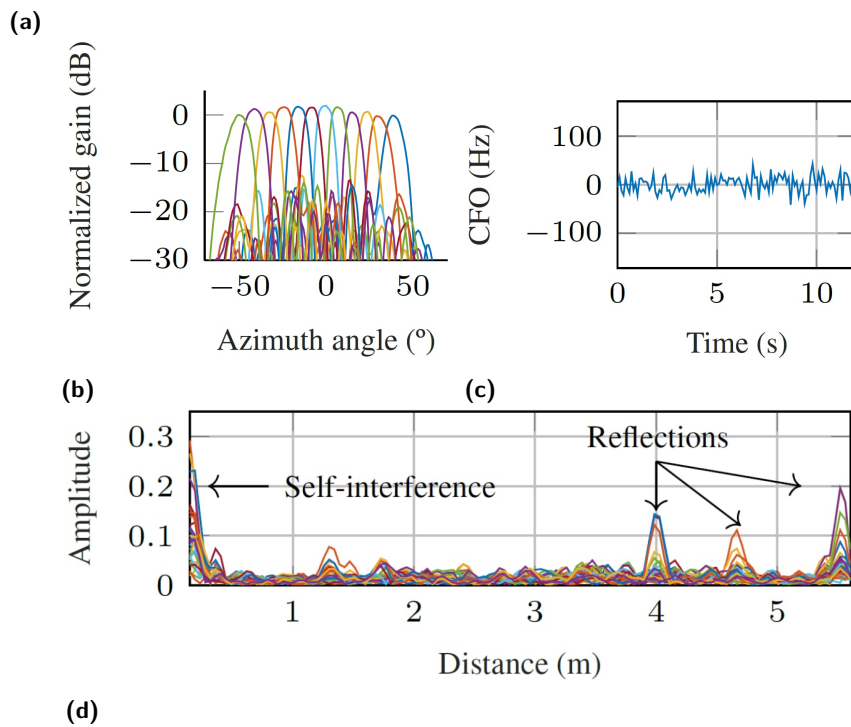 (a)
Normalized gain (dB)
0
−10
−20
−30
−50
0
50
Azimuth angle (º)
CFO (Hz)
100
0
−100
0
5
10
Time (s)
(b)
(c)
Amplitude
0.3
0.2
0.1
0
Reflections
Self-interference
1
2
3
4
5
Distance (m)
(d)